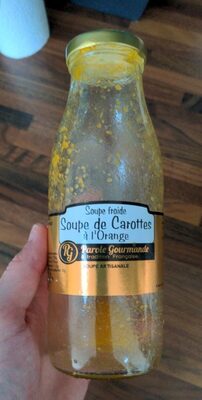 Soupe froide
Soupe de Carottes
à l'Orange
Parole Gourmande
& tradition Française
SOUPE ARTISANALE